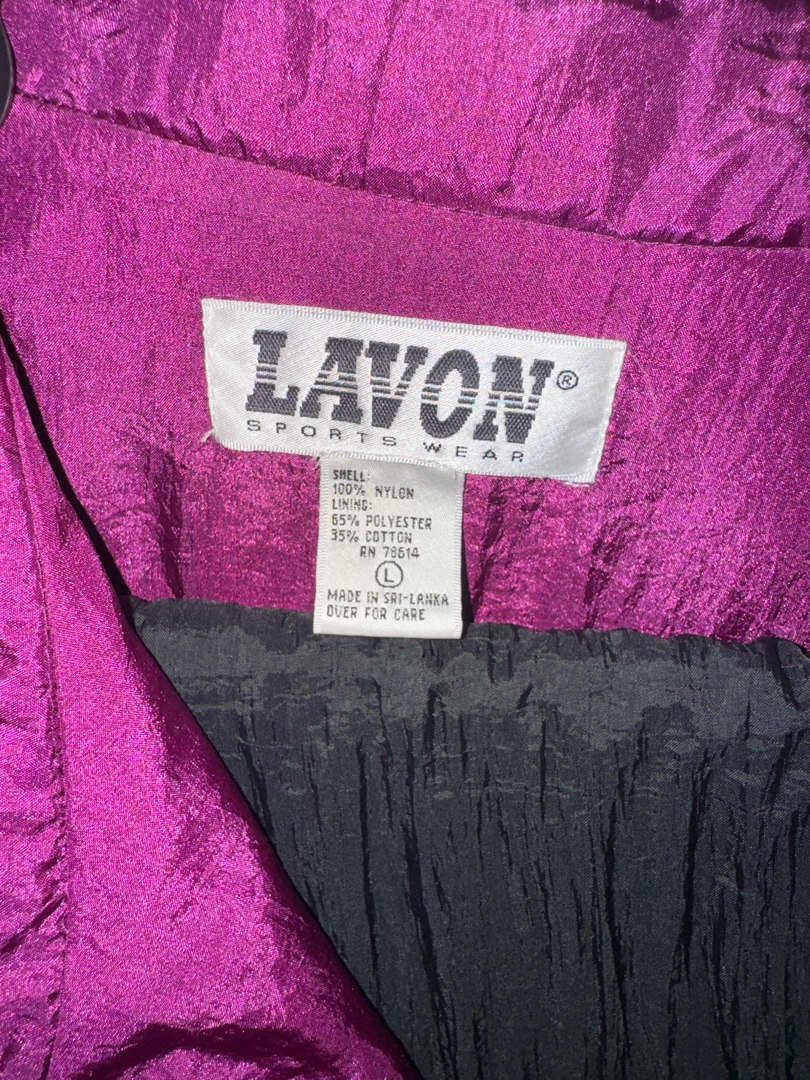 LAVON®
SPORTS WEAR
SHELL:
100% NYLON
LINING:
65% POLYESTER
35% COTTON
RN 78614
L
MADE IN SRI-LANKA
OVER FOR CARE